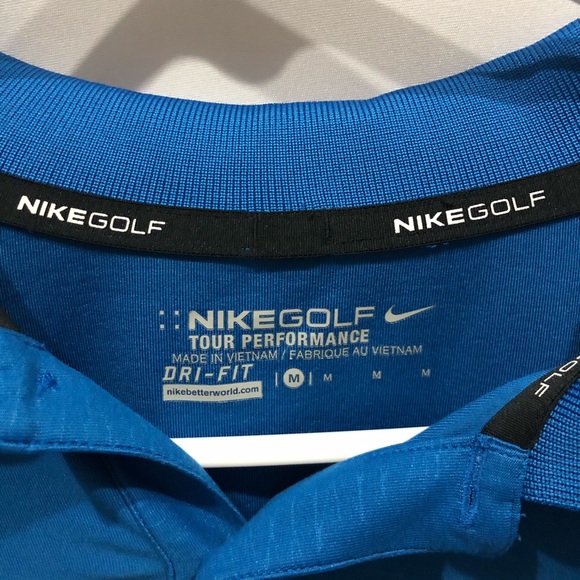 NIKEGOLF
NIKEGOLF
NIKEGOLF
TOUR PERFORMANCE
MADE IN VIETNAM / FABRIQUE AU VIETNAM
DRI-FIT | M | M M M
nikebetterworld.com
GOLF